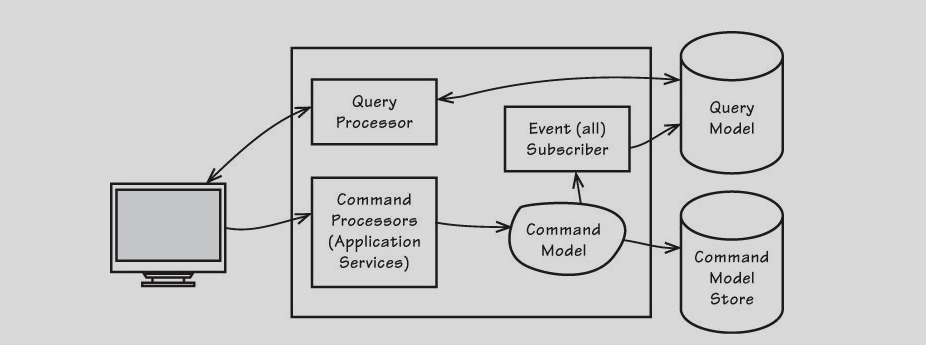 Query
Processor
Event (all)
Subscriber
Query
Model
Command
Processors
(Application
Services)
Command
Model
Command
Model
Store